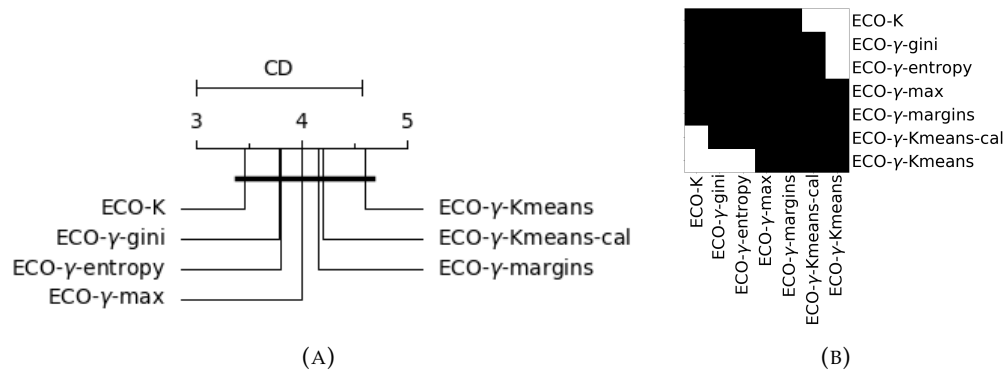 CD
3 4 5
ECO-K
ECO-γ-gini
ECO-γ-entropy
ECO-γ-max
ECO-γ-Kmeans
ECO-γ-Kmeans-cal
ECO-γ-margins
(A)
ECO-K
ECO-γ-gini
ECO-γ-entropy
ECO-γ-max
ECO-γ-margins
ECO-γ-Kmeans-cal
ECO-γ-Kmeans
ECO-K
ECO-γ-gini
ECO-γ-entropy
ECO-γ-max
ECO-γ-margins
ECO-γ-Kmeans-cal
ECO-γ-Kmeans
(B)